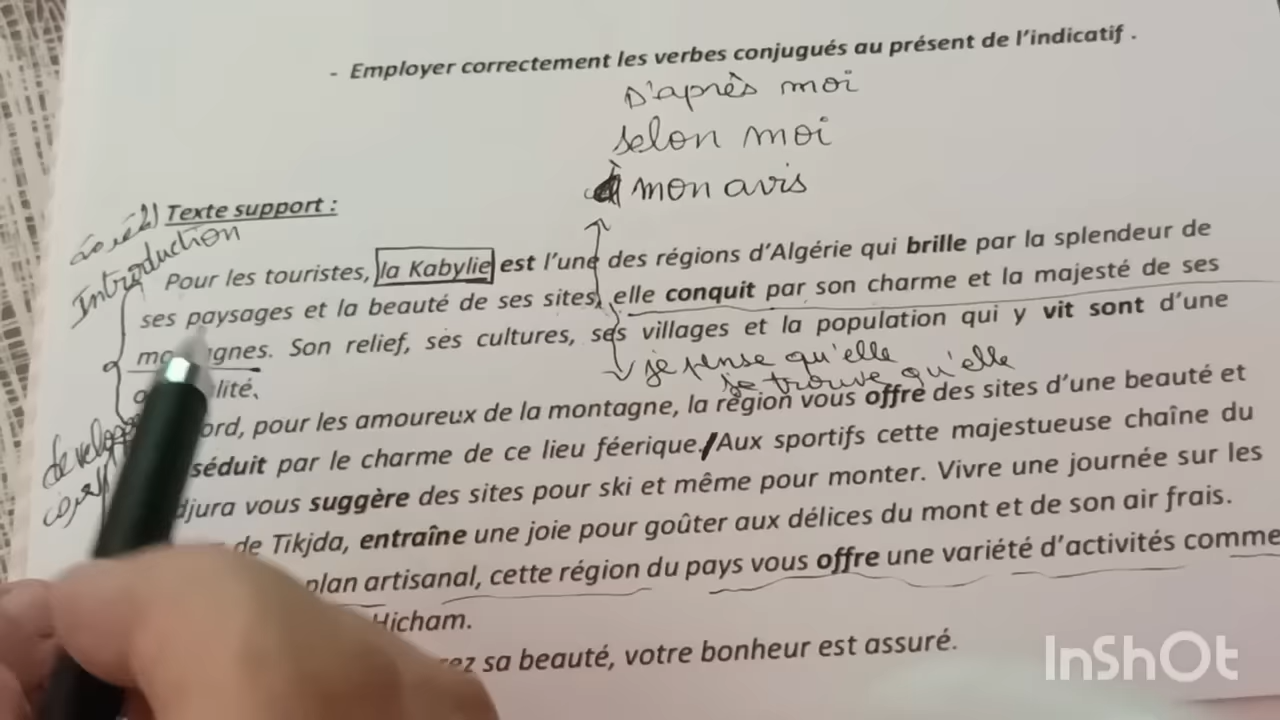 - Employer correctement les verbes conjugués au présent de l'indicatif .
D'après moi
selon moi
à mon avis
Texte support :
Introduction
Pour les touristes, la Kabylie est l'une des régions d'Algérie qui brille par la splendeur de
ses paysages et la beauté de ses sites, elle conquit par son charme et la majesté de ses
gnes. Son relief, ses cultures, ses villages et la population qui y vit sont d'une
lité.
je pense qu'elle
je trouve qu'elle
ord, pour les amoureux de la montagne, la région vous offre des sites d'une beauté et
séduit par le charme de ce lieu féerique. Aux sportifs cette majestueuse chaîne du
djura vous suggère des sites pour ski et même pour monter. Vivre une journée sur les
de Tikjda, entraîne une joie pour goûter aux délices du mont et de son air frais.
plan artisanal, cette région du pays vous offre une variété d'activités comme
Hicham.
ez sa beauté, votre bonheur est assuré.
InShOt